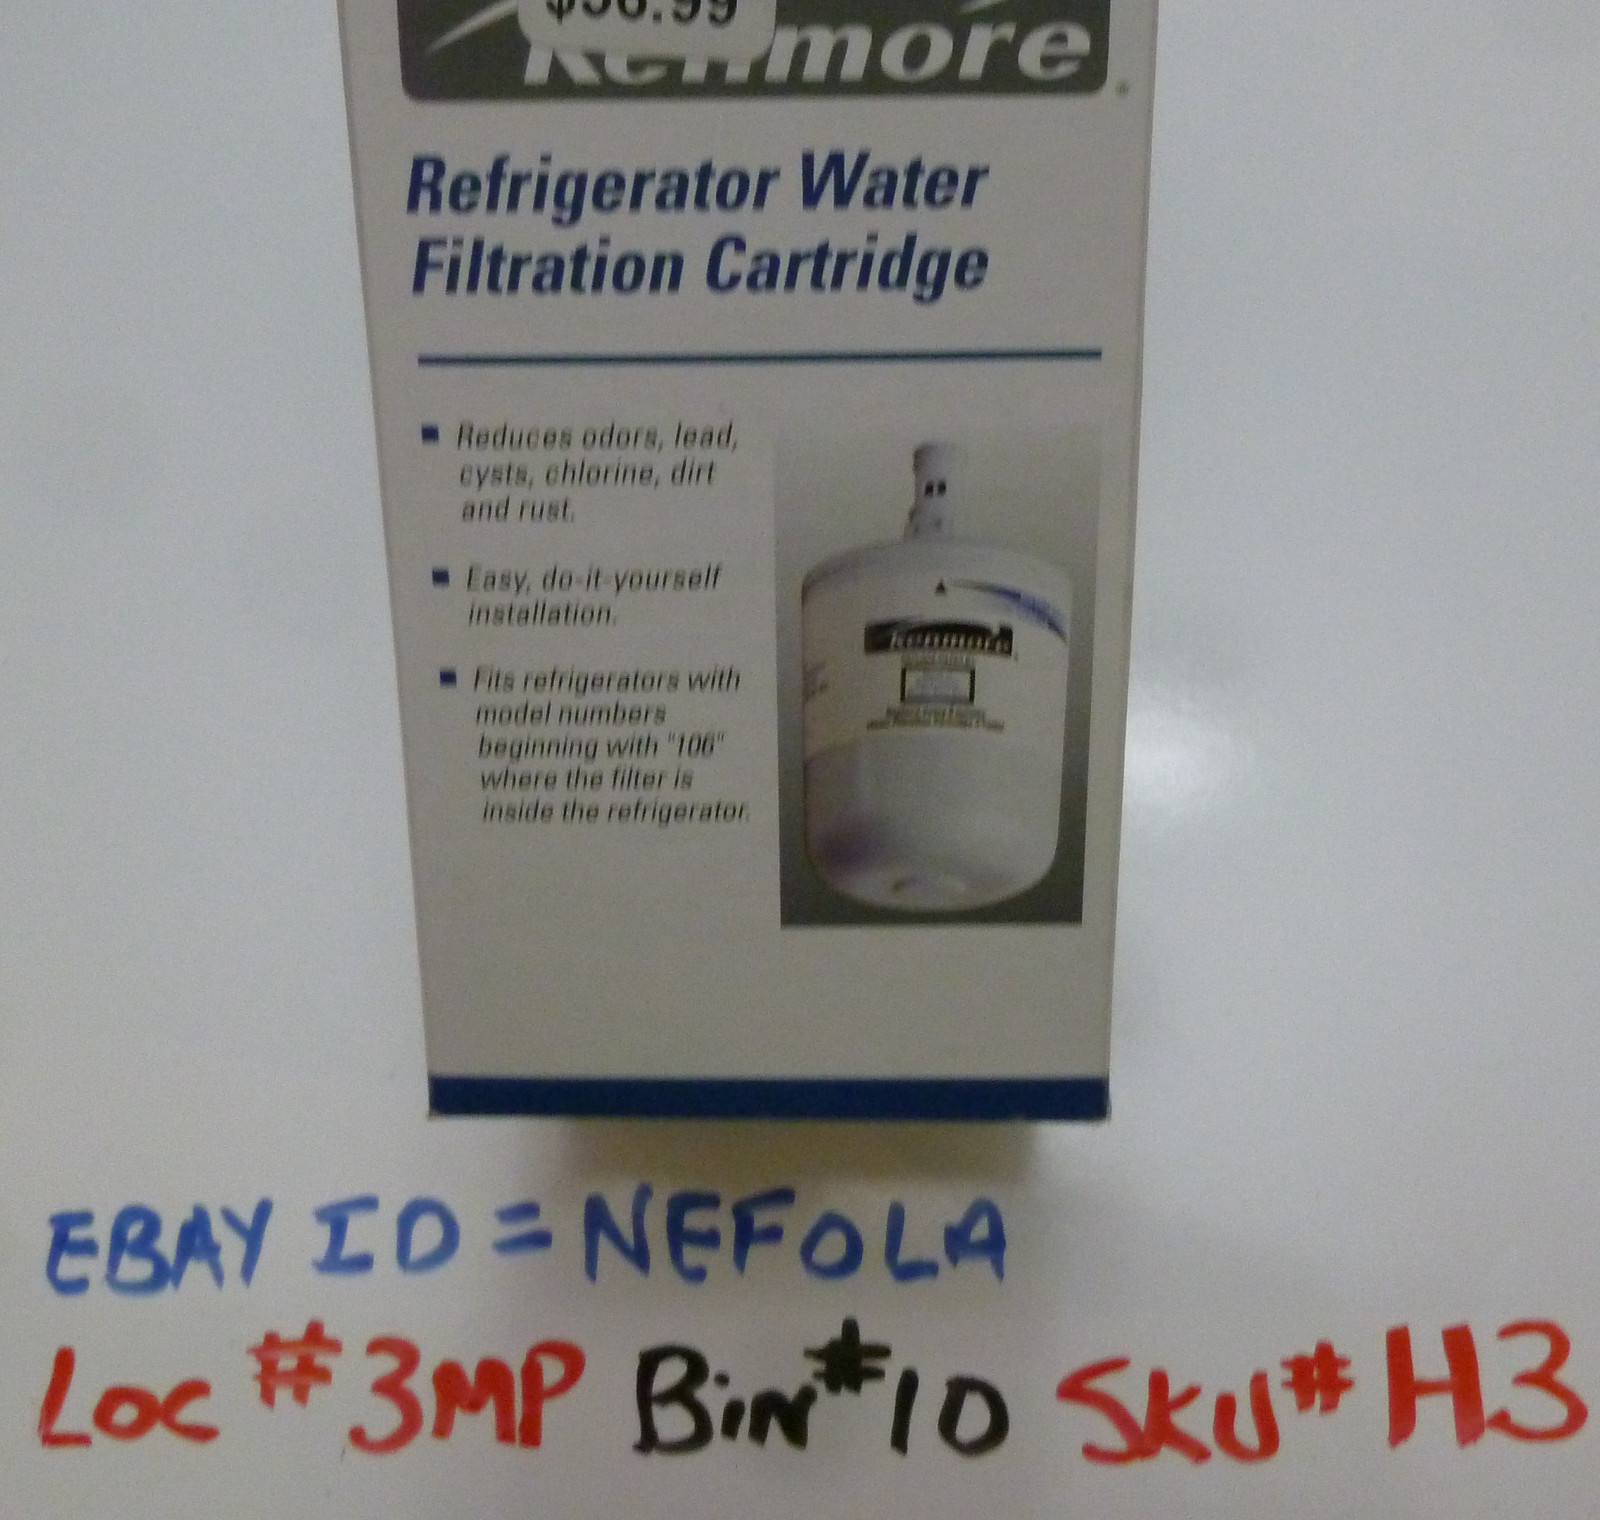 Kenmore
Refrigerator Water
Filtration Cartridge
Reduces odors, lead,
cysts, chlorine, dirt
and rust.
Easy, do-it-yourself
installation.
Fits refrigerators with
model numbers
beginning with "106"
where the filter is
inside the refrigerator.
Kenmore
EBAY ID = NEFOLA
Loc #3MP Bin #10 SKU# H3